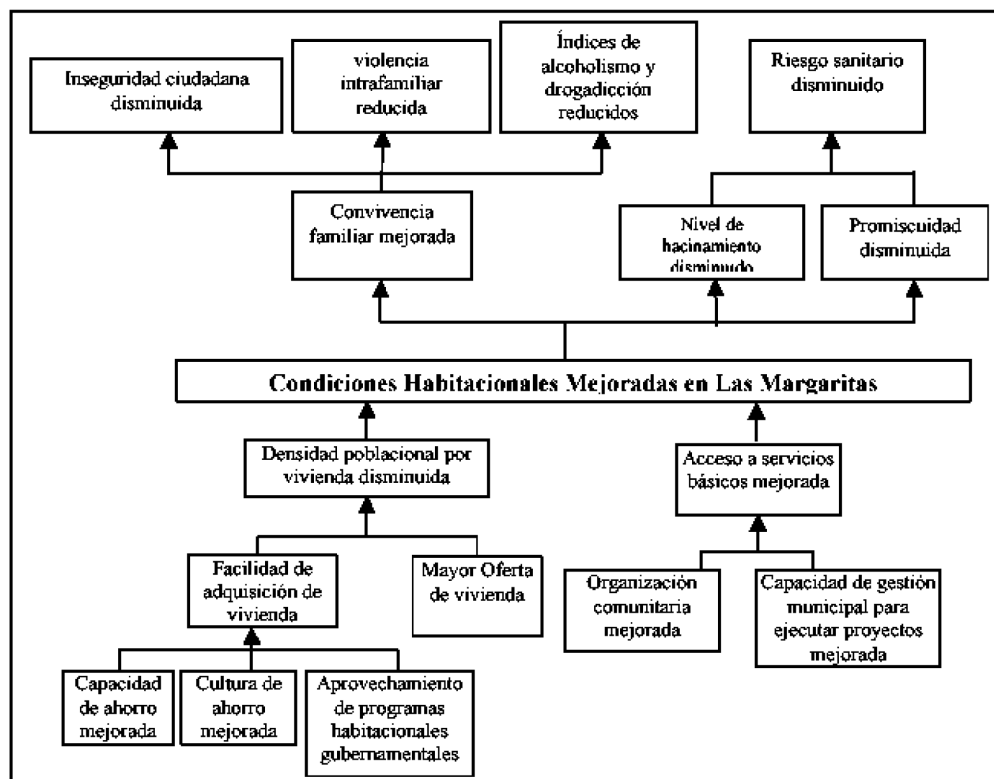 Inseguridad ciudadana
disminuida
violencia
intrafamiliar
reducida
Índices de
alcoholismo y
drogadicción
reducidos
Riesgo sanitario
disminuido
Convivencia
familiar mejorada
Nivel de
hacinamiento
disminudo
Promiscuidad
disminuida
Condiciones Habitacionales Mejoradas en Las Margaritas
Densidad poblacional por
vivienda disminuida
Acceso a servicios
básicos mejorada
Facilidad de
adquisición de
vivienda
Mayor Oferta
de vivienda
Organización
comunitaria
mejorada
Capacidad de gestión
municipal para
ejecutar proyectos
mejorada
Capacidad
de ahorro
mejorada
Cultura de
ahorro
mejorada
Aprovechamiento
de programas
habitacionales
gubernamentales